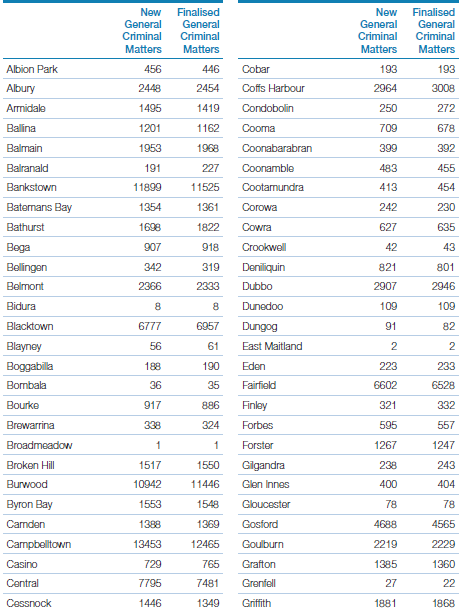 New Finalised
General General
Criminal Criminal
Matters Matters
Albion Park 456 446
Albury 2448 2454
Armidale 1495 1419
Ballina 1201 1162
Balmain 1953 1968
Balranald 191 227
Bankstown 11899 11525
Batemans Bay 1354 1361
Bathurst 1698 1822
Bega 907 918
Bellingen 342 319
Belmont 2366 2333
Bidura 8 8
Blacktown 6777 6957
Blayney 56 61
Boggabilla 188 190
Bombala 36 35
Bourke 917 886
Brewarrina 338 324
Broadmeadow 1 1
Broken Hill 1517 1550
Burwood 10942 11446
Byron Bay 1553 1548
Camden 1388 1369
Campbelltown 13453 12465
Casino 729 765
Central 7795 7481
Cessnock 1446 1349
New Finalised
General General
Criminal Criminal
Matters Matters
Cobar 193 193
Coffs Harbour 2964 3008
Condobolin 250 272
Cooma 709 678
Coonabarabran 399 392
Coonamble 483 455
Cootamundra 413 454
Corowa 242 230
Cowra 627 635
Crookwell 42 43
Deniliquin 821 801
Dubbo 2907 2946
Dunedoo 109 109
Dungog 91 82
East Maitland 2 2
Eden 223 233
Fairfield 6602 6528
Finley 321 332
Forbes 595 557
Forster 1267 1247
Gilgandra 238 243
Glen Innes 400 404
Gloucester 78 78
Gosford 4688 4565
Goulburn 2219 2229
Grafton 1385 1360
Grenfell 27 22
Griffith 1881 1868